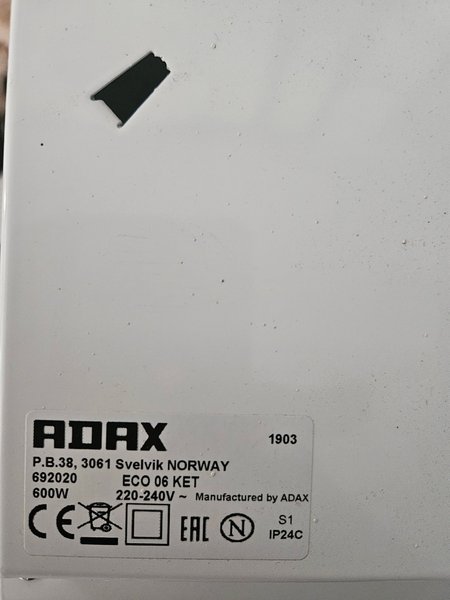 ADAX 1903
P.B.38, 3061 Svelvik NORWAY
692020 ECO 06 KET
600W 220-240V ~ Manufactured by ADAX
CE EAC N S1
IP24C